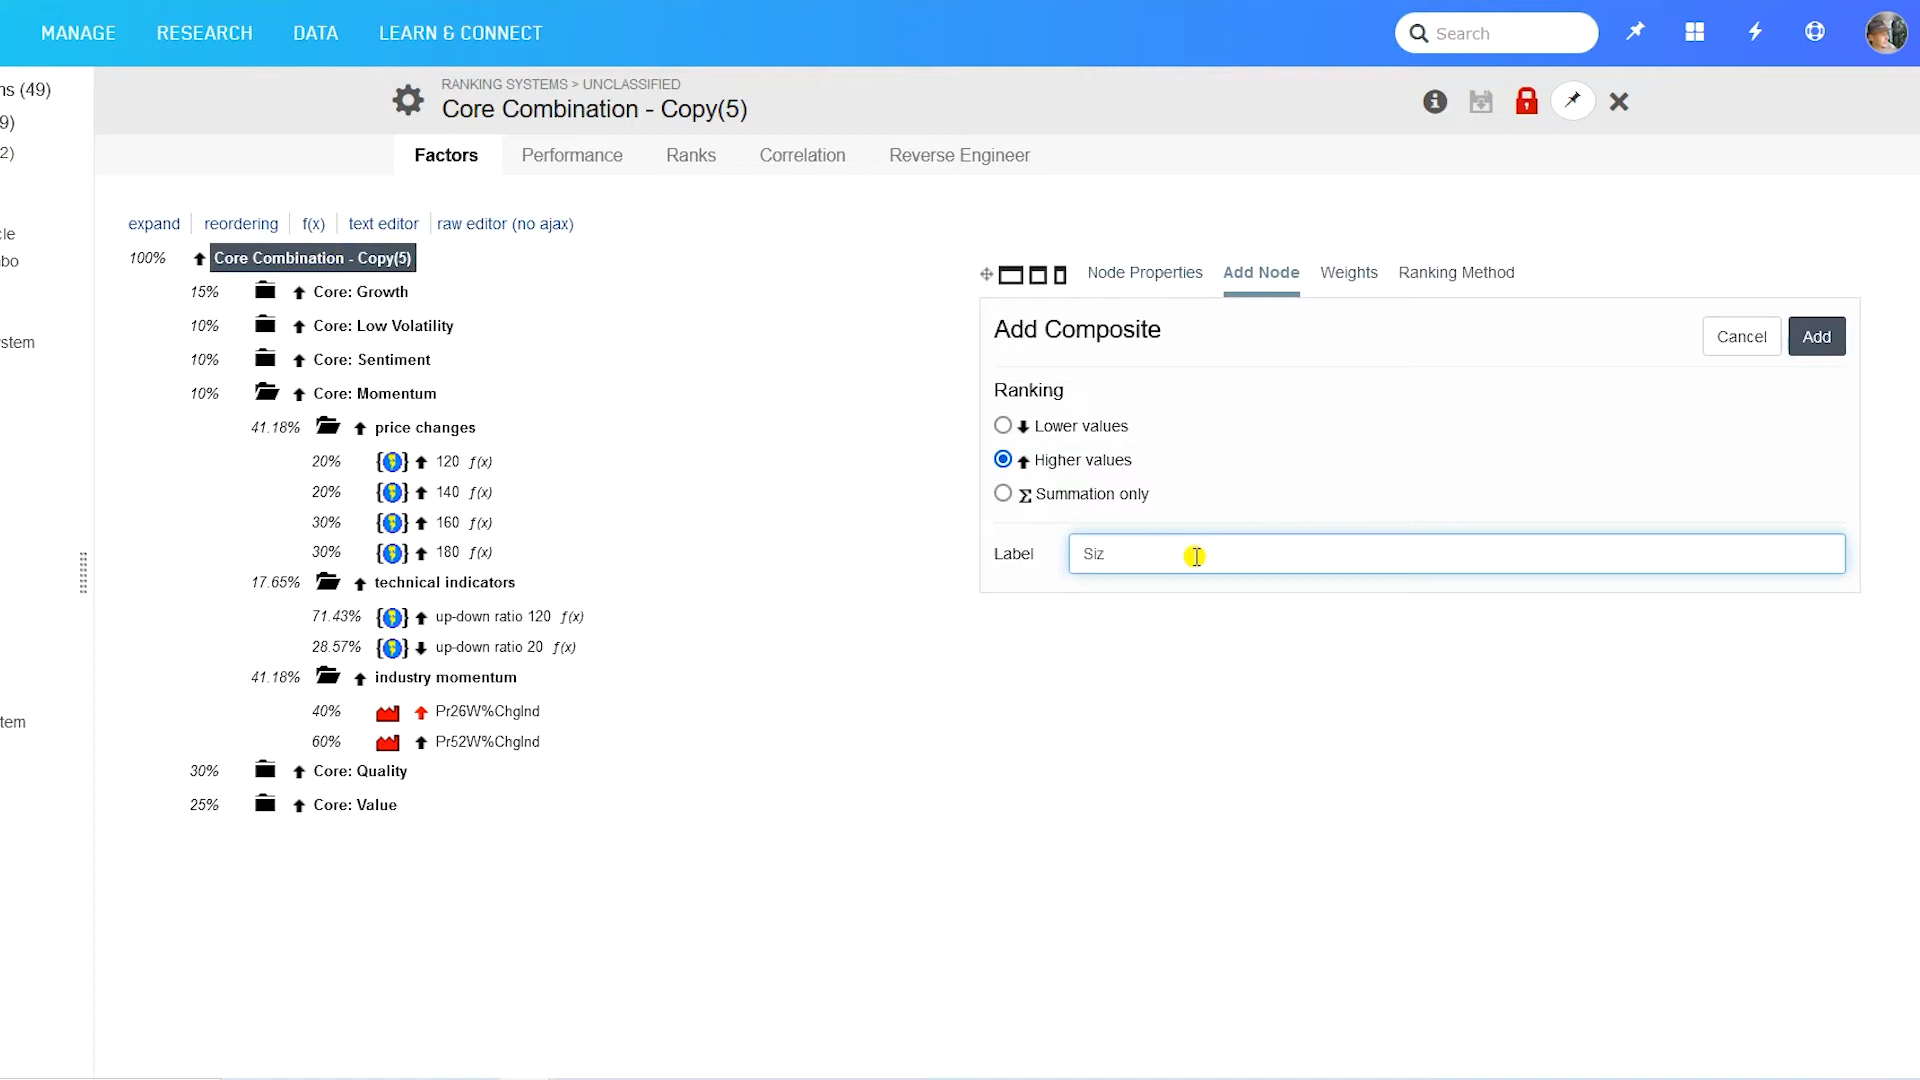 MANAGE RESEARCH DATA LEARN & CONNECT Search
ns (49)
9)
2)
cle
bo
stem
tem
RANKING SYSTEMS > UNCLASSIFIED
Core Combination - Copy(5)
Factors Performance Ranks Correlation Reverse Engineer
expand reordering f(x) text editor raw editor (no ajax)
100% Core Combination - Copy(5)
15% Core: Growth
10% Core: Low Volatility
10% Core: Sentiment
10% Core: Momentum
41.18% price changes
20% 120 f(x)
20% 140 f(x)
30% 160 f(x)
30% 180 f(x)
17.65% technical indicators
71.43% up-down ratio 120 f(x)
28.57% up-down ratio 20 f(x)
41.18% industry momentum
40% Pr26W%ChgInd
60% Pr52W%ChgInd
30% Core: Quality
25% Core: Value
Node Properties Add Node Weights Ranking Method
Add Composite Cancel Add
Ranking
Lower values
Higher values
Σ Summation only
Label Siz